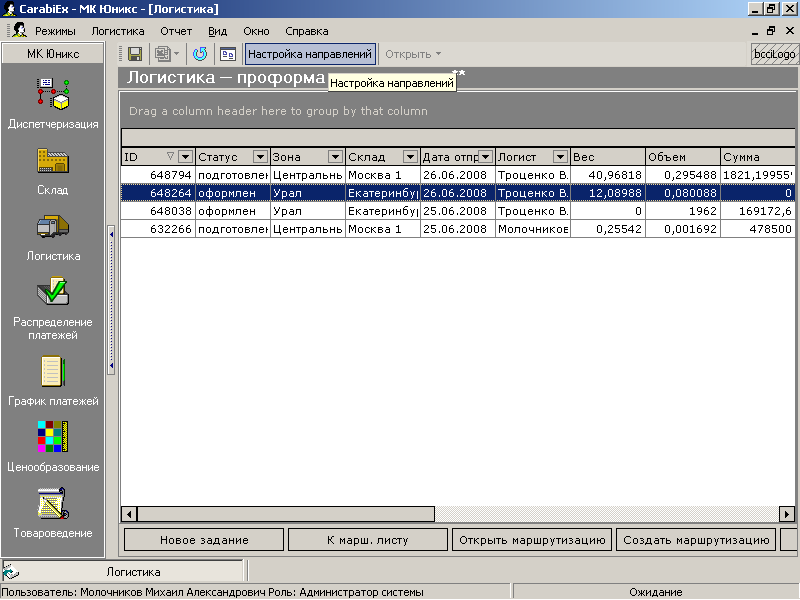 CarabiEx - МК Юникс - [Логистика]
Режимы Логистика Отчет Вид Окно Справка
МК Юникс
Настройка направлений Открыть bcciLogo
Логистика — проформа
Настройка направлений
Drag a column header here to group by that column
ID Статус Зона Склад Дата отпр Логист Вес Объем Сумма
648794 подготовлен Центральнь Москва 1 26.06.2008 Троценко В. 40,96818 0,295488 1821,19955
648264 оформлен Урал Екатеринбу 26.06.2008 Троценко В. 12,08988 0,080088 0
648038 оформлен Урал Екатеринбу 25.06.2008 Троценко В. 0 1962 169172,6
632266 подготовлен Центральнь Москва 1 25.06.2008 Молочников 0,25542 0,001692 478500
Диспетчеризация
Склад
Логистика
Распределение
платежей
График платежей
Ценообразование
Товароведение
Новое задание К марш. листу Открыть маршрутизацию Создать маршрутизацию
Логистика
Пользователь: Молочников Михаил Александрович Роль: Администратор системы Ожидание